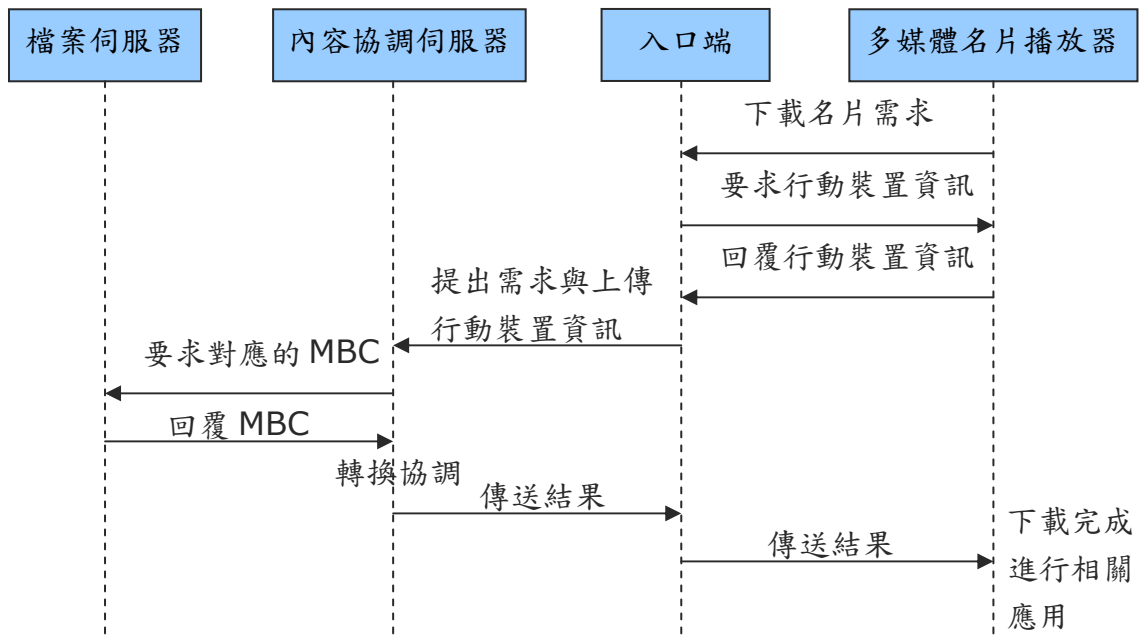 檔案伺服器
內容協調伺服器
入口端
多媒體名片播放器
下載名片需求
要求行動裝置資訊
回覆行動裝置資訊
提出需求與上傳
行動裝置資訊
要求對應的 MBC
回覆 MBC
轉換協調
傳送結果
傳送結果
下載完成
進行相關
應用